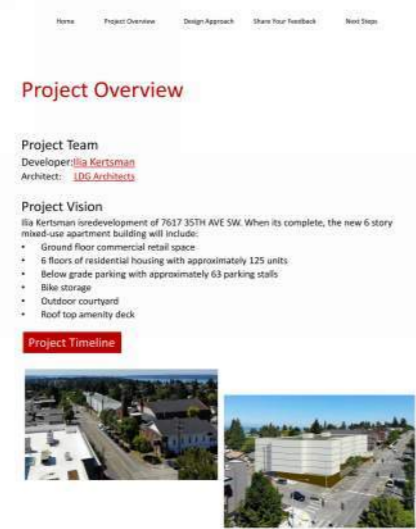 Home Project Overview Design Approach Share Your Feedback Next Steps
Project Overview
Project Team
Developer:Ilia Kertsman
Architect: LDG Architects
Project Vision
Ilia Kertsman isredevelopment of 7617 35TH AVE SW. When its complete, the new 6 story
mixed-use apartment building will include:
• Ground floor commercial retail space
• 6 floors of residential housing with approximately 125 units
• Below grade parking with approximately 63 parking stalls
• Bike storage
• Outdoor courtyard
• Roof top amenity deck
Project Timeline